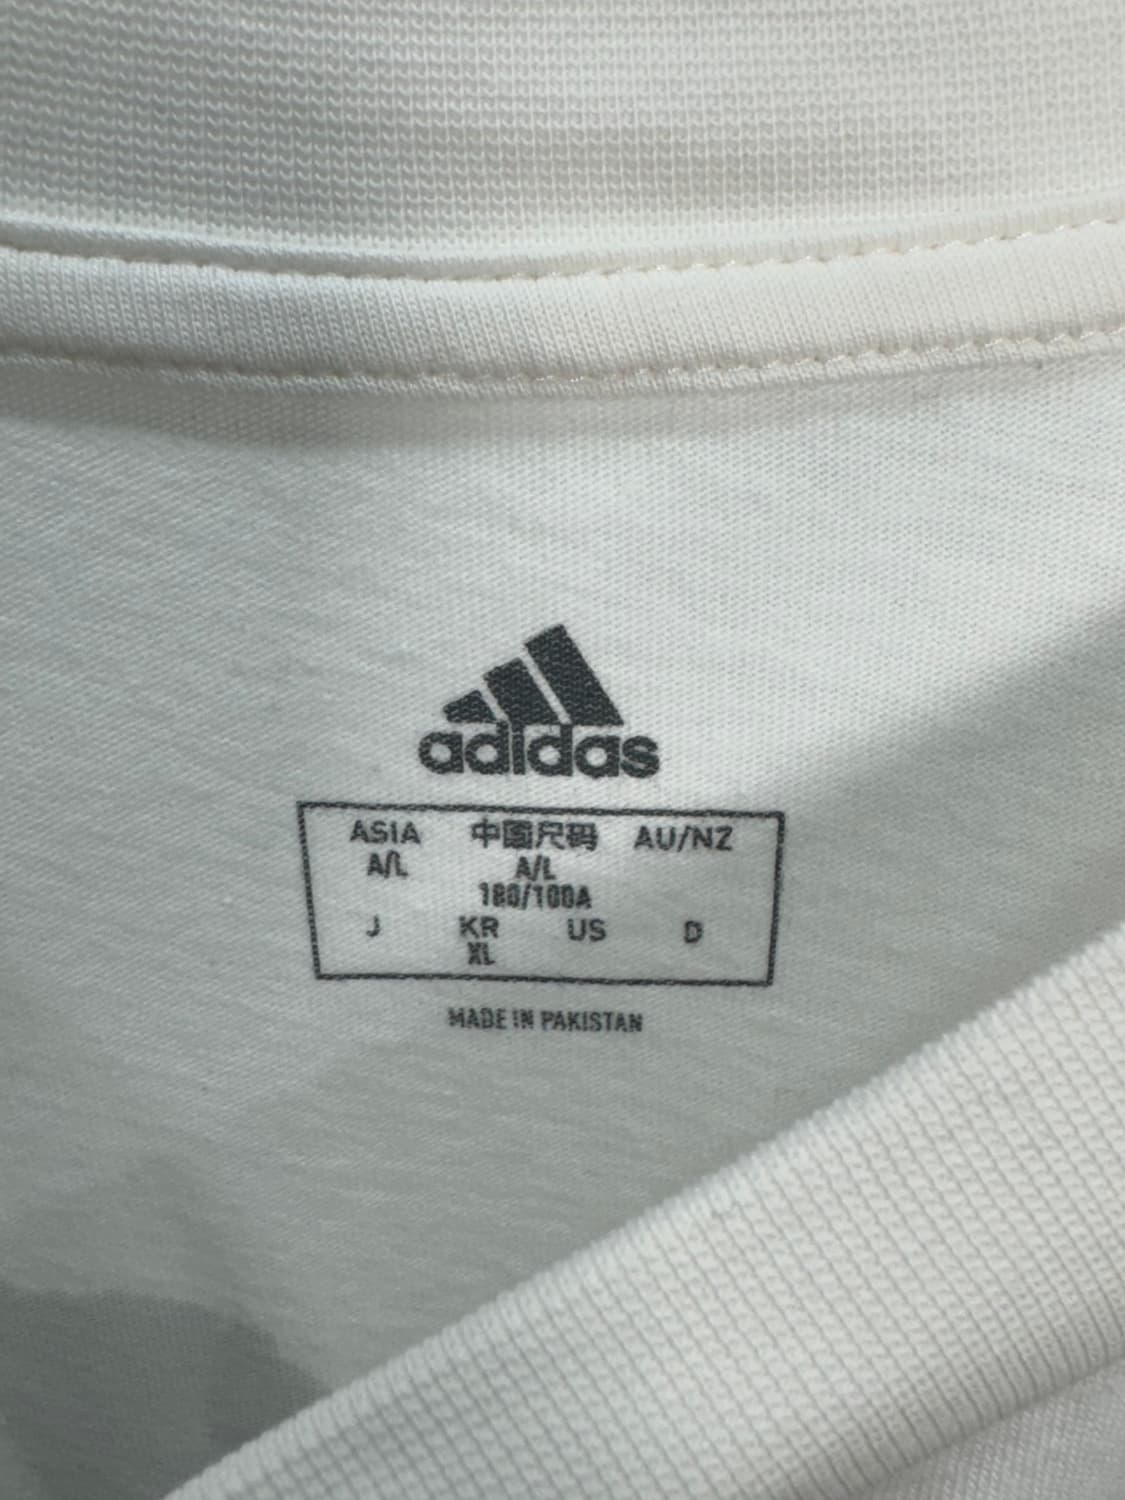 adidas
ASIA 中国尺码 AU/NZ
A/L A/L
180/100A
J KR US D
XL
MADE IN PAKISTAN